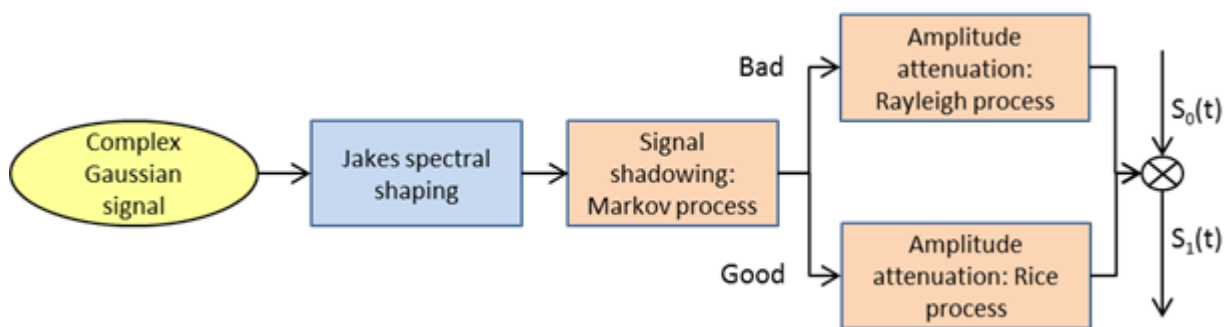 Complex
Gaussian
signal
Jakes spectral
shaping
Signal
shadowing:
Markov process
Bad
Good
Amplitude
attenuation:
Rayleigh process
Amplitude
attenuation: Rice
process
S₀(t)
S₁(t)